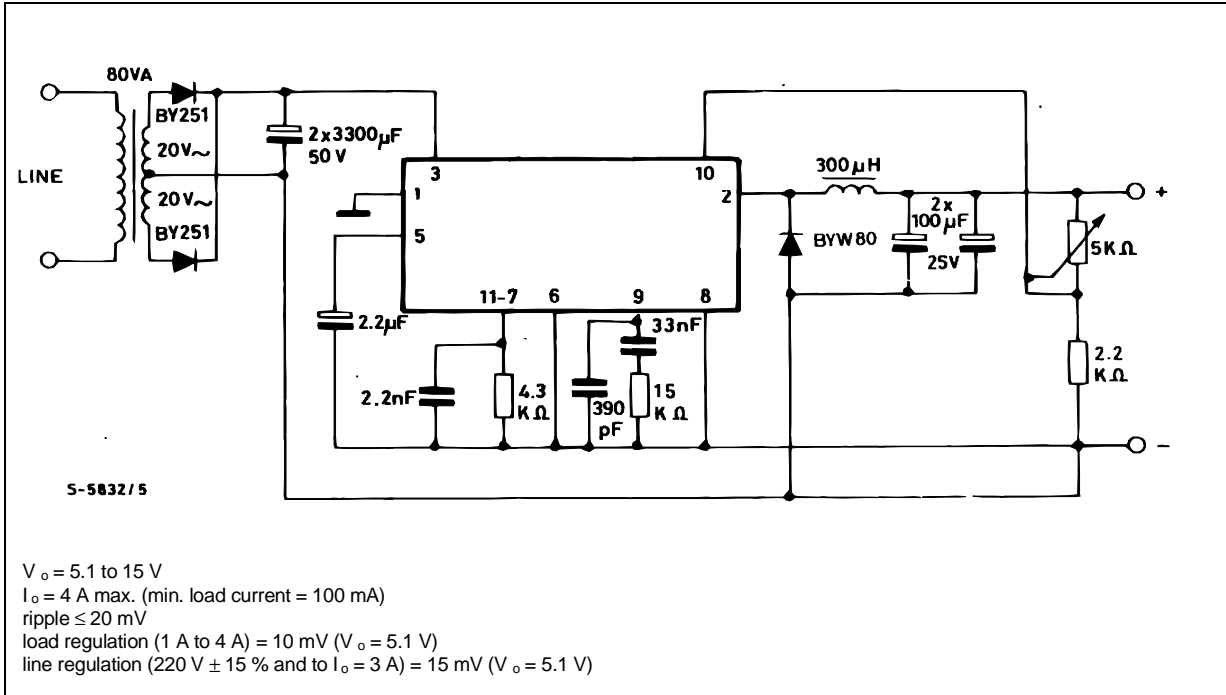 80VA
BY251
20V~
LINE
20V~
BY251
2x3300µF
50V
3
10
1
2
5
11-7
6
9
8
300µH
2x
100µF
25V
BYW80
5KΩ
+
2.2µF
2.2nF
4.3
KΩ
390
pF
33nF
15
KΩ
2.2
KΩ
-
S-5832/5
V o = 5.1 to 15 V
I o = 4 A max. (min. load current = 100 mA)
ripple ≤ 20 mV
load regulation (1 A to 4 A) = 10 mV (V o = 5.1 V)
line regulation (220 V ± 15 % and to I o = 3 A) = 15 mV (V o = 5.1 V)